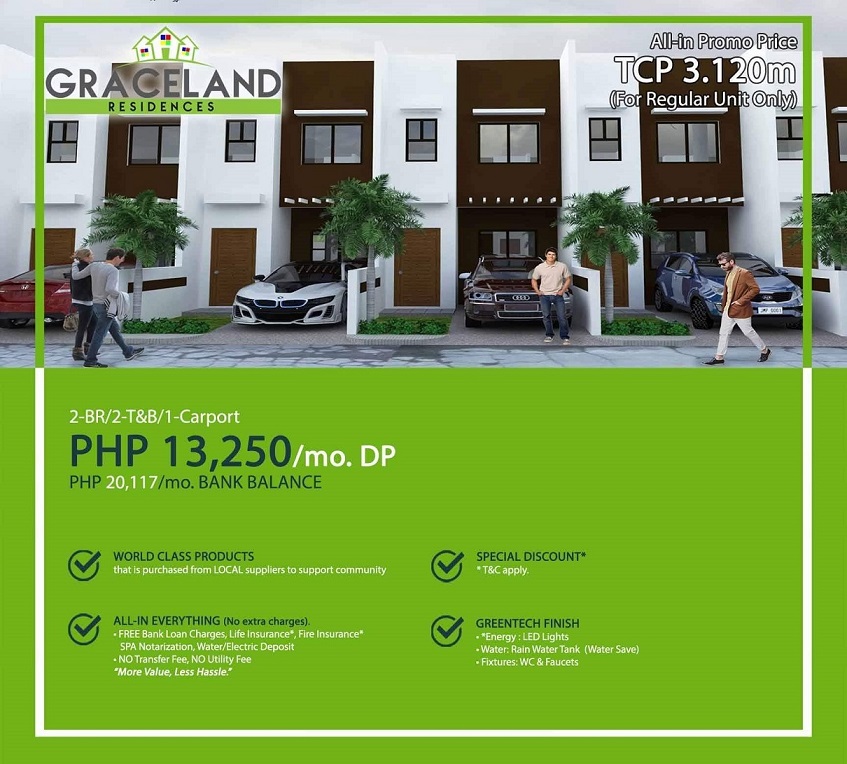 GRACELAND
RESIDENCES
All-in Promo Price
TCP 3.120m
(For Regular Unit Only)
2-BR/2-T&B/1-Carport
PHP 13,250/mo. DP
PHP 20,117/mo. BANK BALANCE
WORLD CLASS PRODUCTS
that is purchased from LOCAL suppliers to support community
ALL-IN EVERYTHING (No extra charges).
• FREE Bank Loan Charges, Life Insurance*, Fire Insurance*
SPA Notarization, Water/Electric Deposit
• NO Transfer Fee, NO Utility Fee
"More Value, Less Hassle."
SPECIAL DISCOUNT*
* T&C apply.
GREENTECH FINISH
• *Energy : LED Lights
• Water: Rain Water Tank (Water Save)
• Fixtures: WC & Faucets